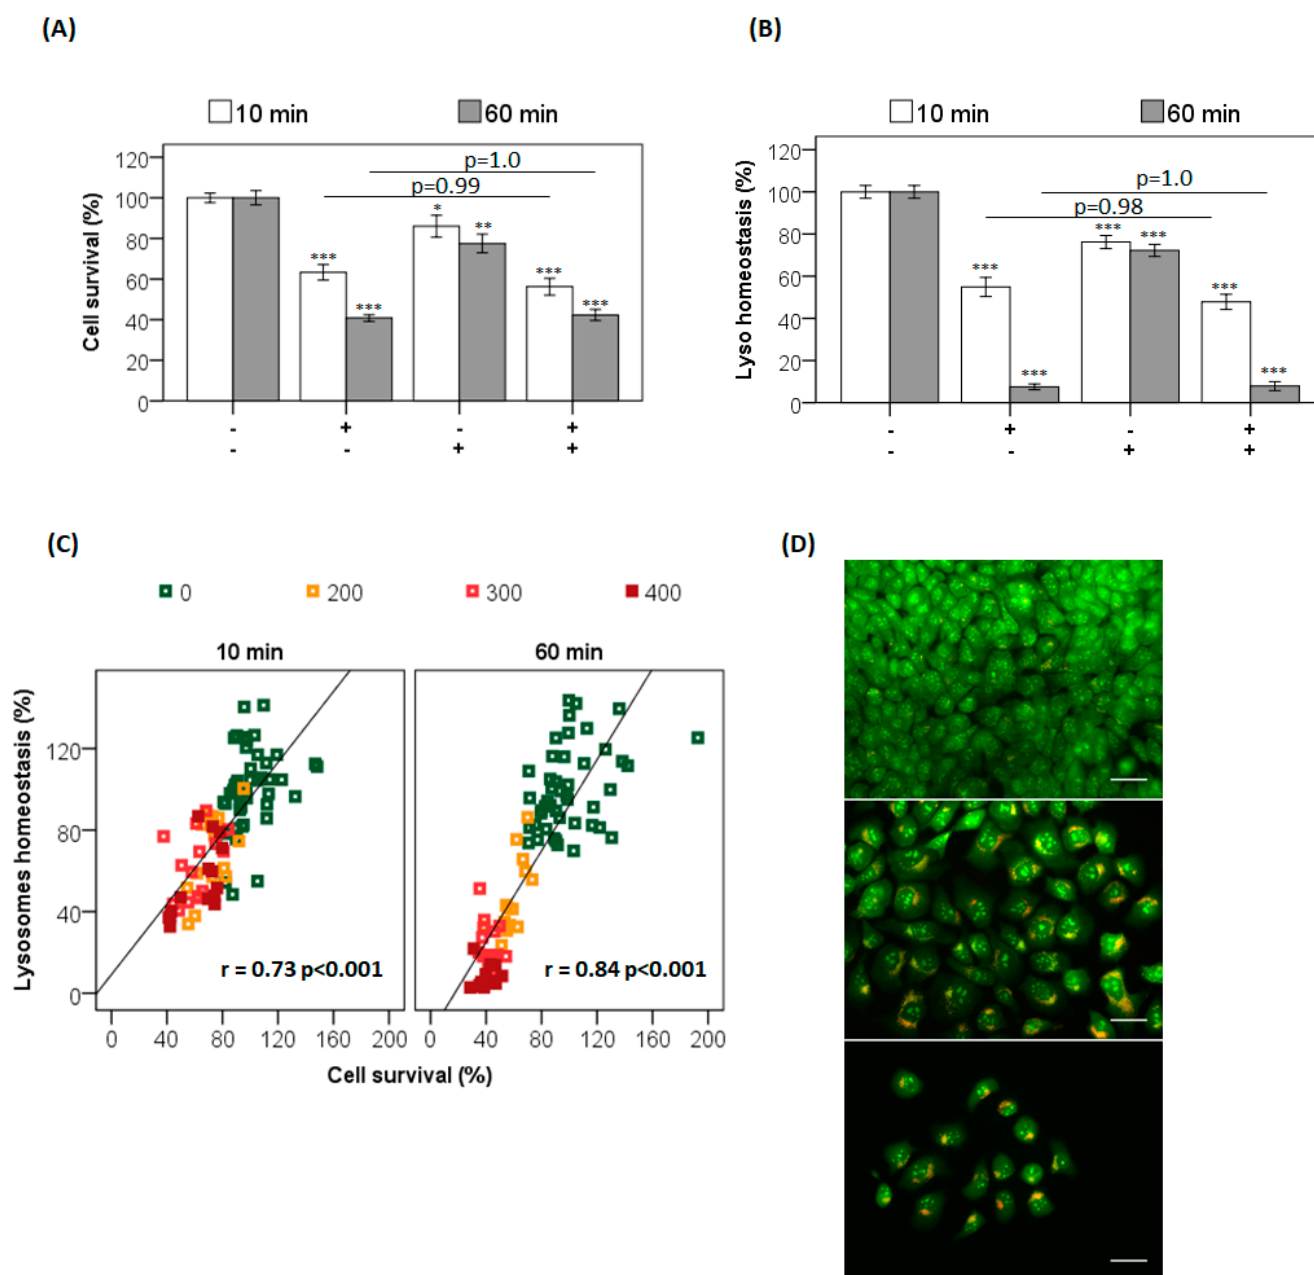 (A)
10 min 60 min
Cell survival (%)
120
100
80
60
40
20
0
p=1.0
p=0.99
***
***
*
**
***
***
- + - +
- - + +
(B)
10 min 60 min
Lyso homeostasis (%)
120
100
80
60
40
20
0
p=1.0
p=0.98
***
***
***
***
***
***
- + - +
- - + +
(C)
0 200 300 400
10 min 60 min
Lysosomes homeostasis (%)
120
80
40
0
r = 0.73 p<0.001
r = 0.84 p<0.001
0 40 80 120 160 200
0 40 80 120 160 200
Cell survival (%)
(D)